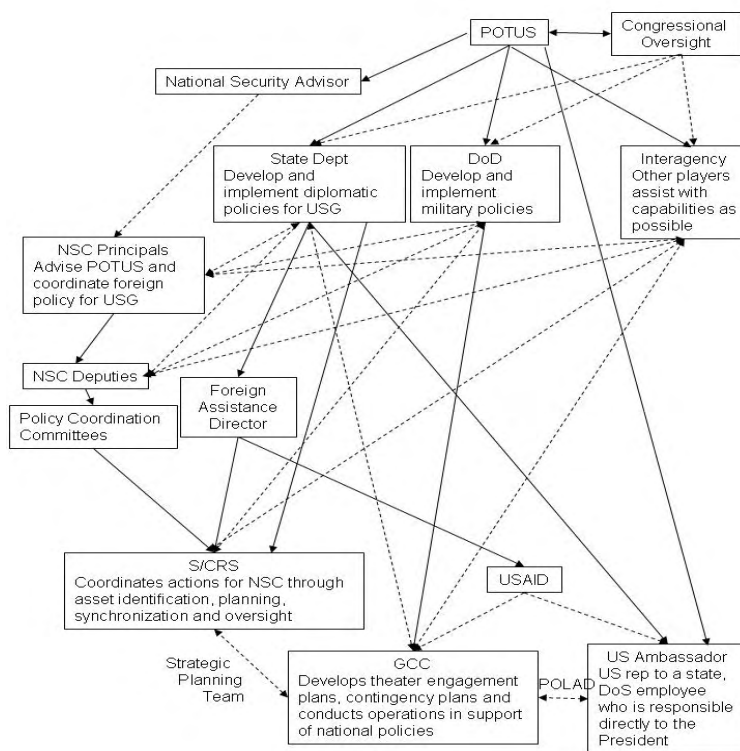 POTUS
Congressional
Oversight
National Security Advisor
State Dept
Develop and
implement diplomatic
policies for USG
DoD
Develop and
implement
military policies
Interagency
Other players
assist with
capabilities as
possible
NSC Principals
Advise POTUS and
coordinate foreign
policy for USG
NSC Deputies
Policy Coordination
Committees
Foreign
Assistance
Director
S/CRS
Coordinates actions for NSC through
asset identification, planning,
synchronization and oversight
USAID
Strategic
Planning
Team
GCC
Develops theater engagement
plans, contingency plans and
conducts operations in support
of national policies
POLAD
US Ambassador
US rep to a state,
DoS employee
who is responsible
directly to the
President